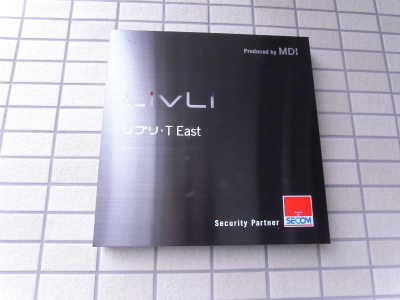 Produced by MDI
LivLi
リブリ・T East
Security Partner
SECOM